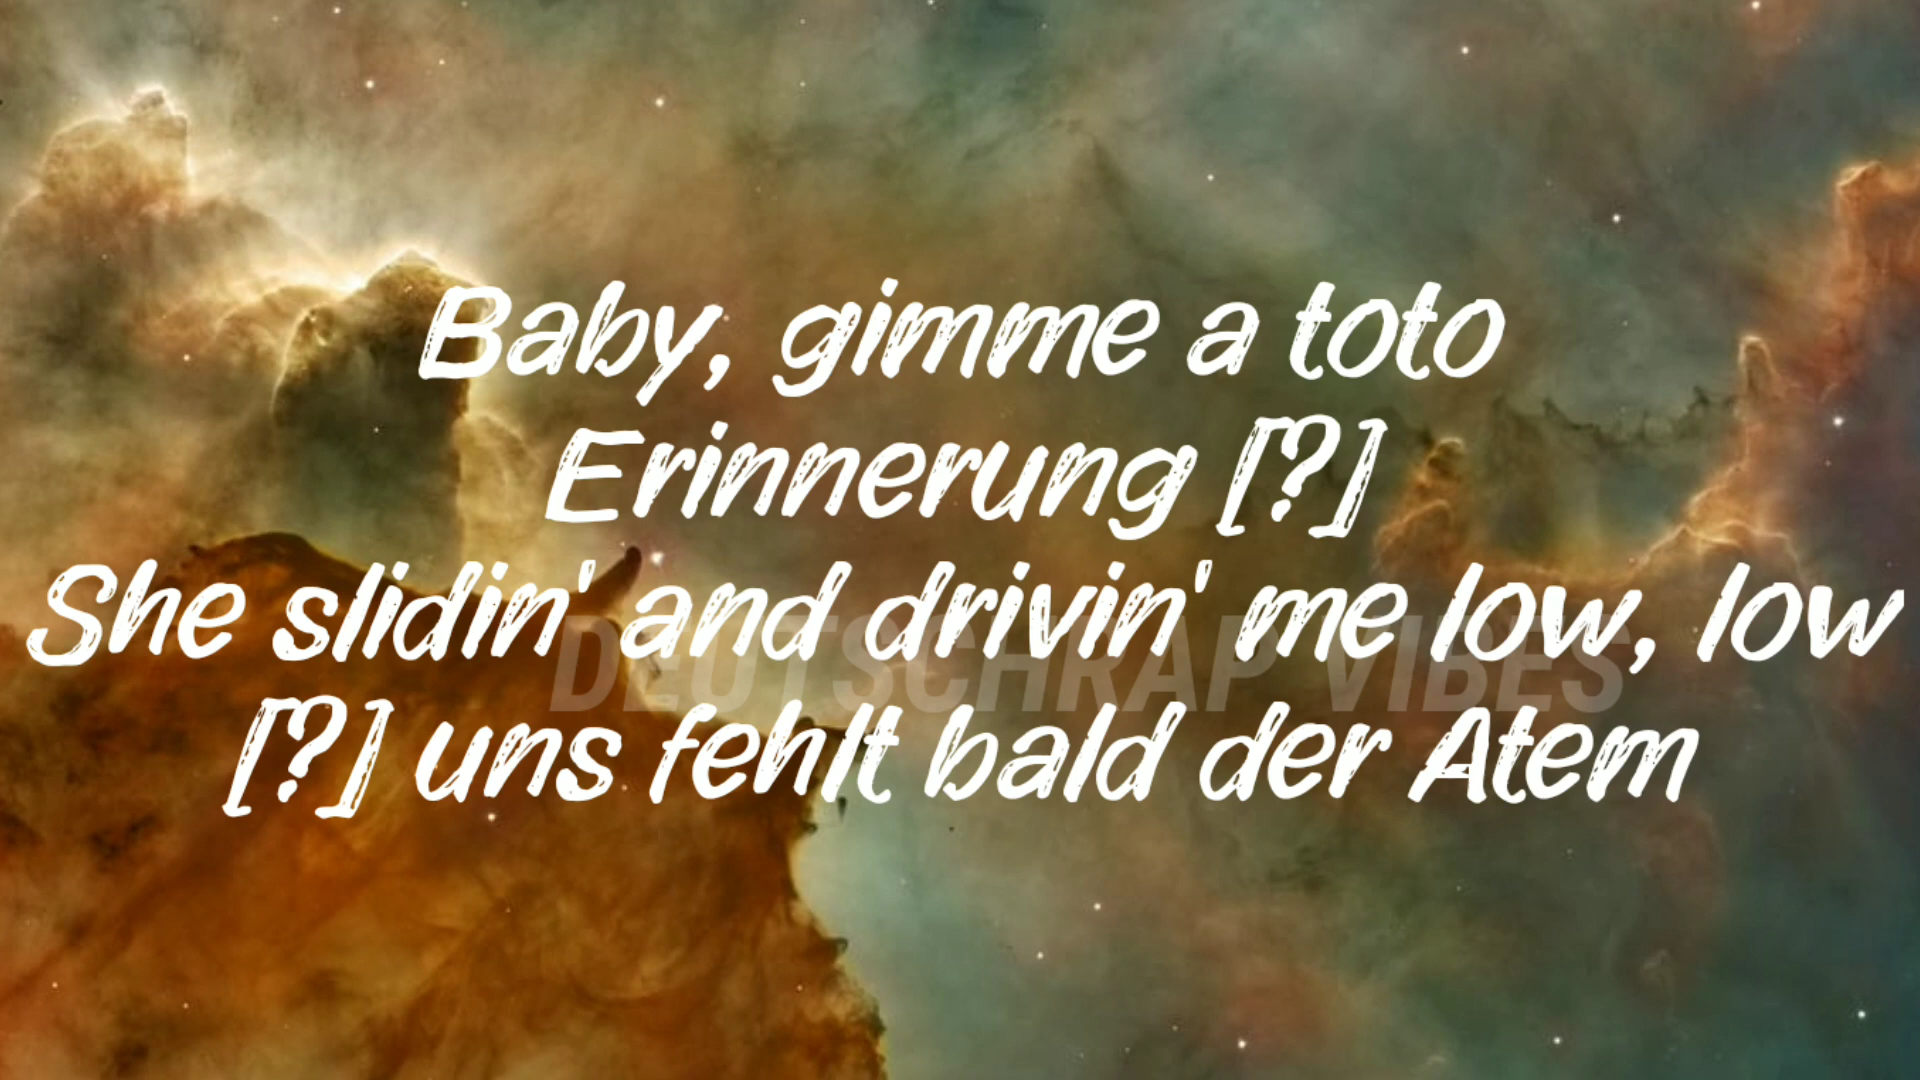 Baby, gimme a toto
Erinnerung [?]
She slidin' and drivin' me low, low
DEUTSCHRAP VIBES
[?] uns fehlt bald der Atem